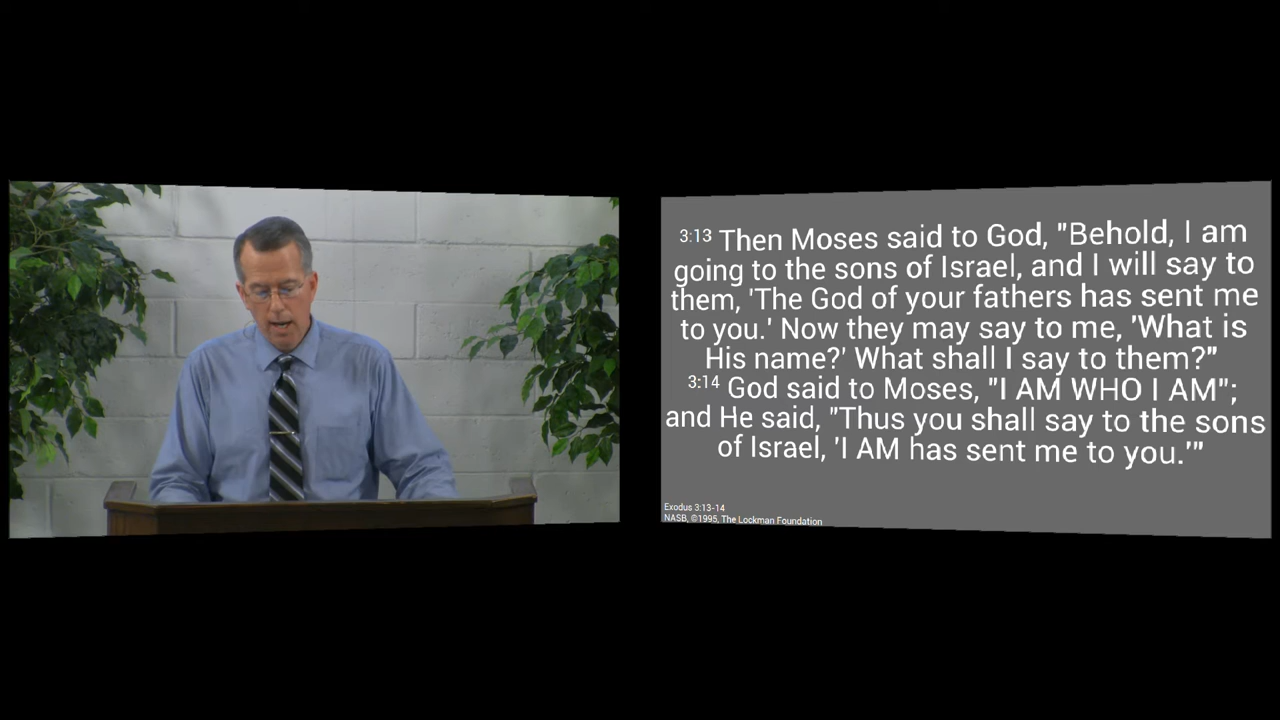 3:13 Then Moses said to God, "Behold, I am
going to the sons of Israel, and I will say to
them, 'The God of your fathers has sent me
to you.' Now they may say to me, 'What is
His name?' What shall I say to them?"
3:14 God said to Moses, "I AM WHO I AM";
and He said, "Thus you shall say to the sons
of Israel, 'I AM has sent me to you.'"
Exodus 3:13-14
NASB, ©1995, The Lockman Foundation